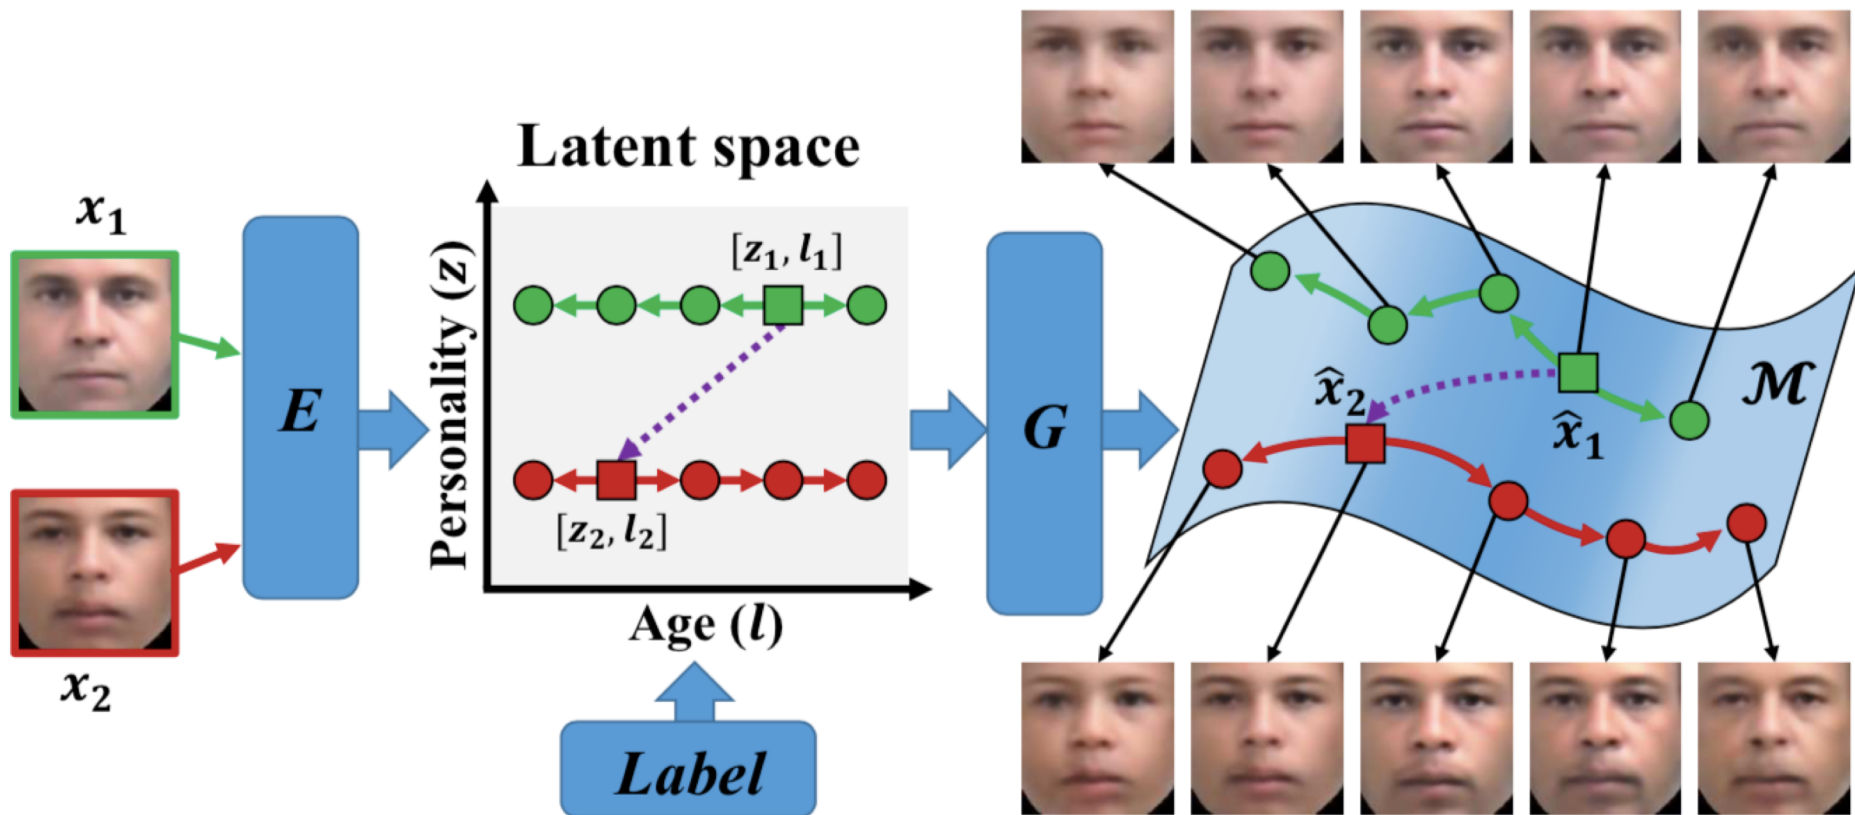 Latent space
x₁
E
x₂
Personality (z)
[z₁, l₁]
[z₂, l₂]
Age (l)
Label
G
x̂₂
x̂₁
ℳ